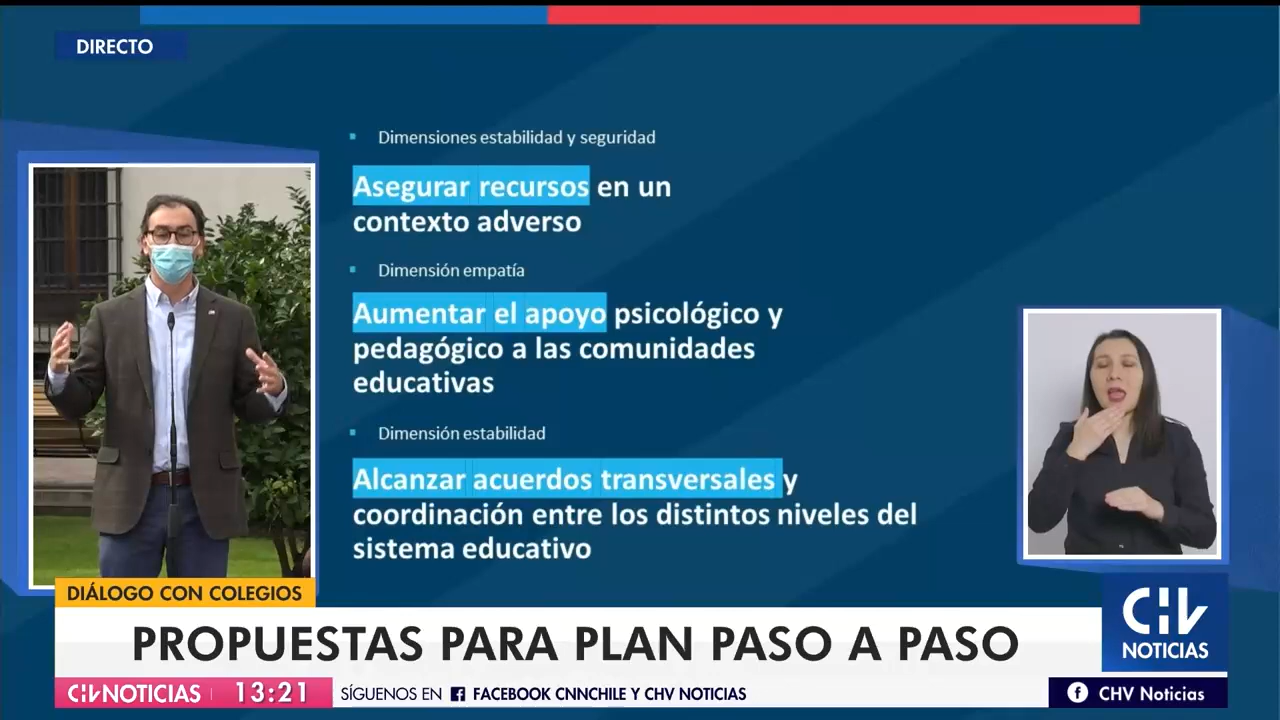 DIRECTO
Dimensiones estabilidad y seguridad
Asegurar recursos en un
contexto adverso
Dimensión empatía
Aumentar el apoyo psicológico y
pedagógico a las comunidades
educativas
Dimensión estabilidad
Alcanzar acuerdos transversales y
coordinación entre los distintos niveles del
sistema educativo
DIÁLOGO CON COLEGIOS
PROPUESTAS PARA PLAN PASO A PASO
CHV
NOTICIAS
CHVNOTICIAS 13:21 SÍGUENOS EN FACEBOOK CNNCHILE Y CHV NOTICIAS
CHV Noticias